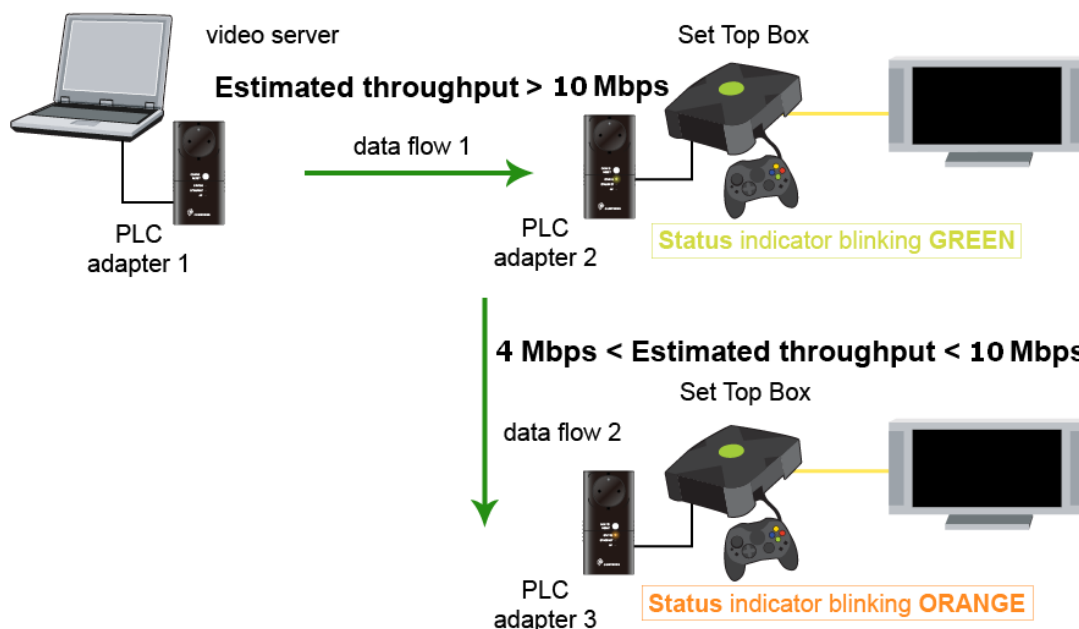 video server
Set Top Box
Estimated throughput > 10 Mbps
data flow 1
PLC
adapter 1
PLC
adapter 2
Status indicator blinking GREEN
4 Mbps < Estimated throughput < 10 Mbps
Set Top Box
data flow 2
PLC
adapter 3
Status indicator blinking ORANGE